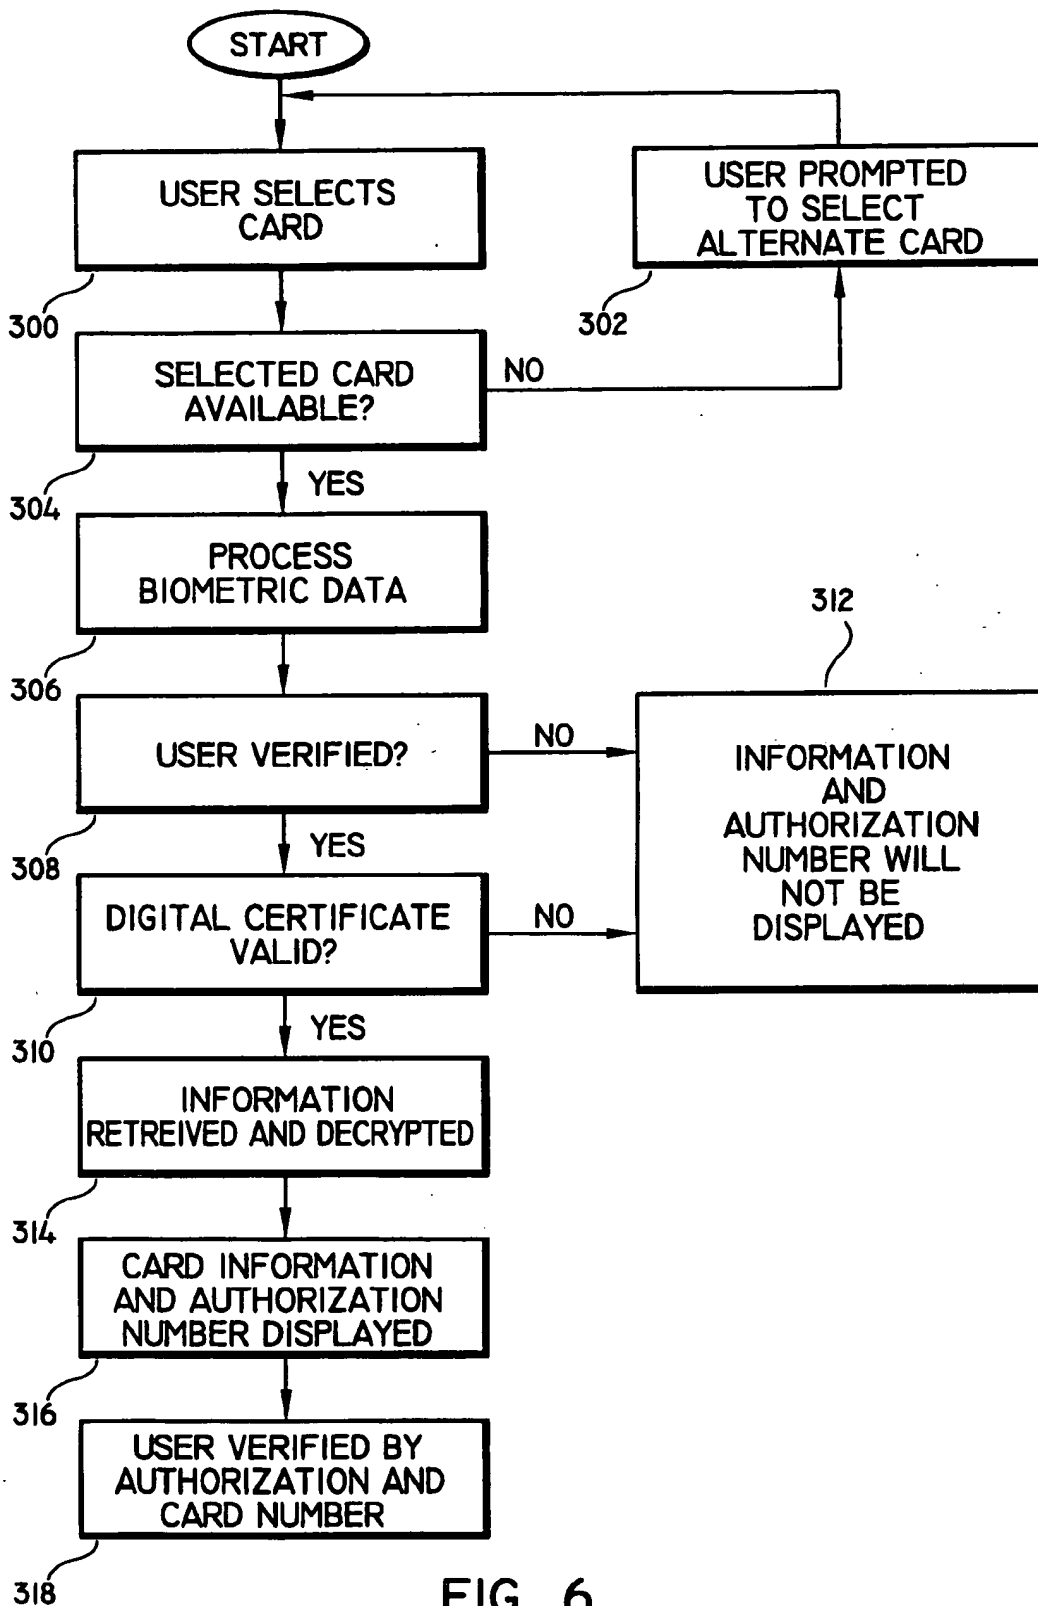 START
USER SELECTS
CARD
300
USER PROMPTED
TO SELECT
ALTERNATE CARD
302
SELECTED CARD
AVAILABLE?
NO
304
YES
PROCESS
BIOMETRIC DATA
306
312
USER VERIFIED?
NO
308
YES
INFORMATION
AND
AUTHORIZATION
NUMBER WILL
NOT BE
DISPLAYED
DIGITAL CERTIFICATE
VALID?
NO
310
YES
INFORMATION
RETREIVED AND DECRYPTED
314
CARD INFORMATION
AND AUTHORIZATION
NUMBER DISPLAYED
316
USER VERIFIED BY
AUTHORIZATION AND
CARD NUMBER
318
FIG. 6